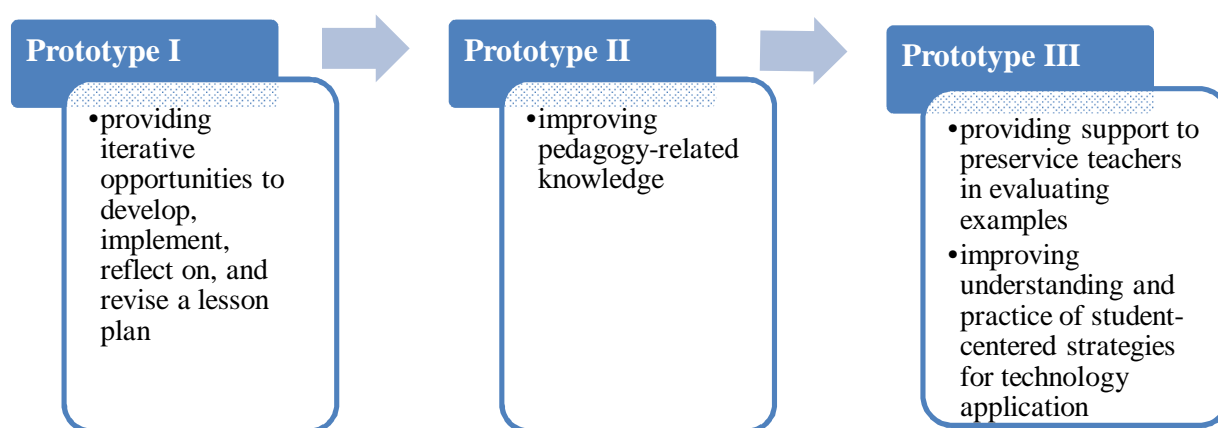 Prototype I
•providing
iterative
opportunities to
develop,
implement,
reflect on, and
revise a lesson
plan
Prototype II
•improving
pedagogy-related
knowledge
Prototype III
•providing support to
preservice teachers
in evaluating
examples
•improving
understanding and
practice of student-
centered strategies
for technology
application